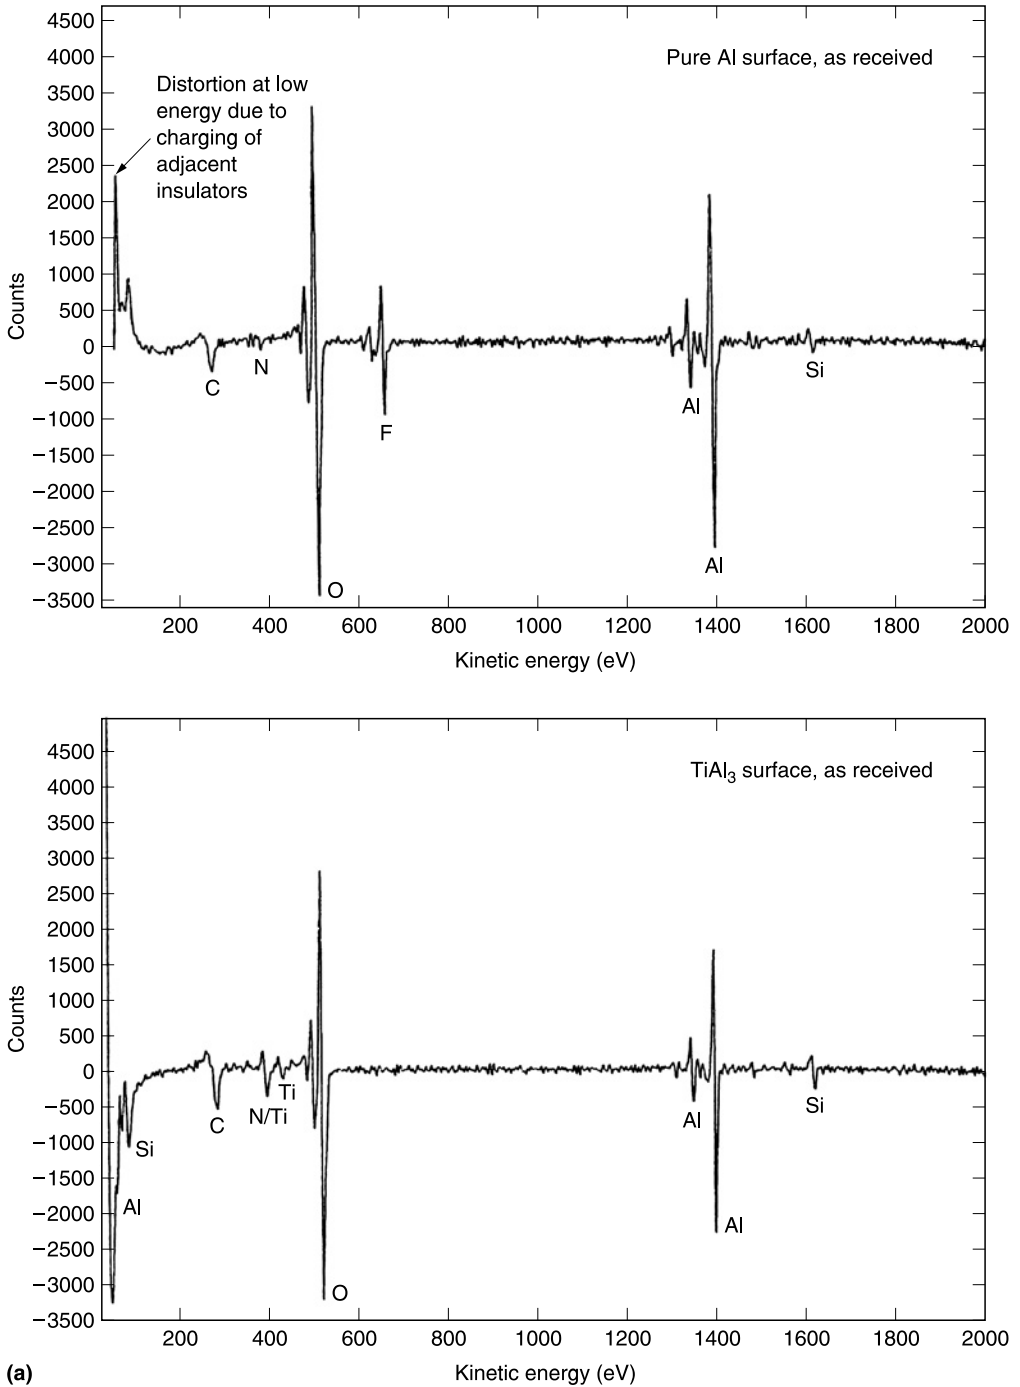 4500
4000
3500
3000
2500
2000
1500
1000
500
0
−500
−1000
−1500
−2000
−2500
−3000
−3500
Counts
Pure Al surface, as received
Distortion at low
energy due to
charging of
adjacent
insulators
C
N
O
F
Al
Al
Si
200 400 600 800 1000 1200 1400 1600 1800 2000
Kinetic energy (eV)
4500
4000
3500
3000
2500
2000
1500
1000
500
0
−500
−1000
−1500
−2000
−2500
−3000
−3500
Counts
TiAl₃ surface, as received
Al
Si
C
N/Ti
Ti
O
Al
Al
Si
200 400 600 800 1000 1200 1400 1600 1800 2000
(a)
Kinetic energy (eV)